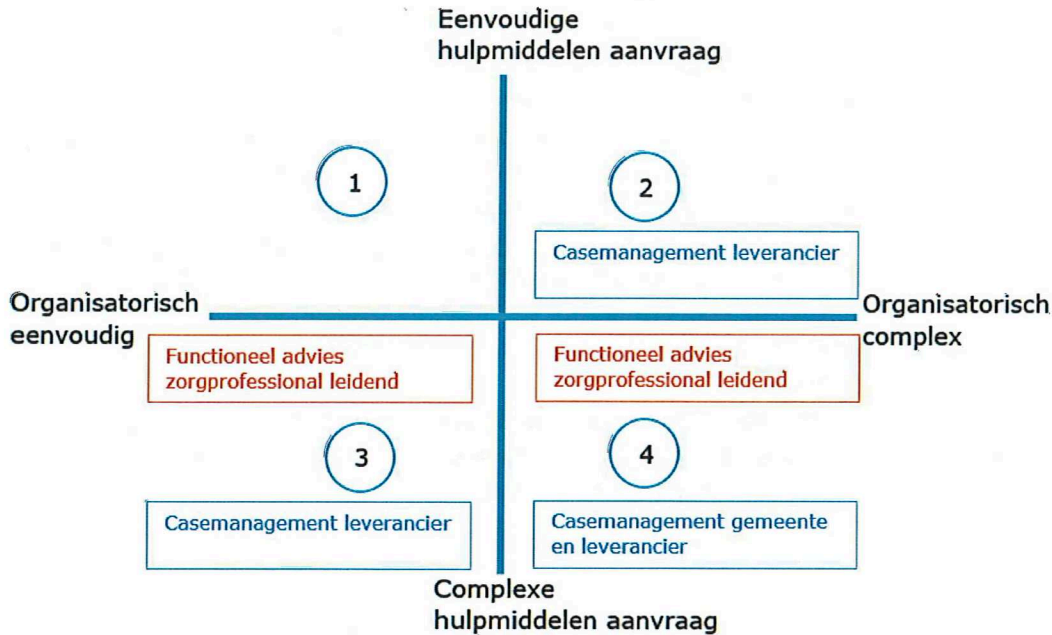 Eenvoudige
hulpmiddelen aanvraag
1
2
Casemanagement leverancier
Organisatorisch
eenvoudig
Organisatorisch
complex
Functioneel advies
zorgprofessional leidend
Functioneel advies
zorgprofessional leidend
3
4
Casemanagement leverancier
Casemanagement gemeente
en leverancier
Complexe
hulpmiddelen aanvraag